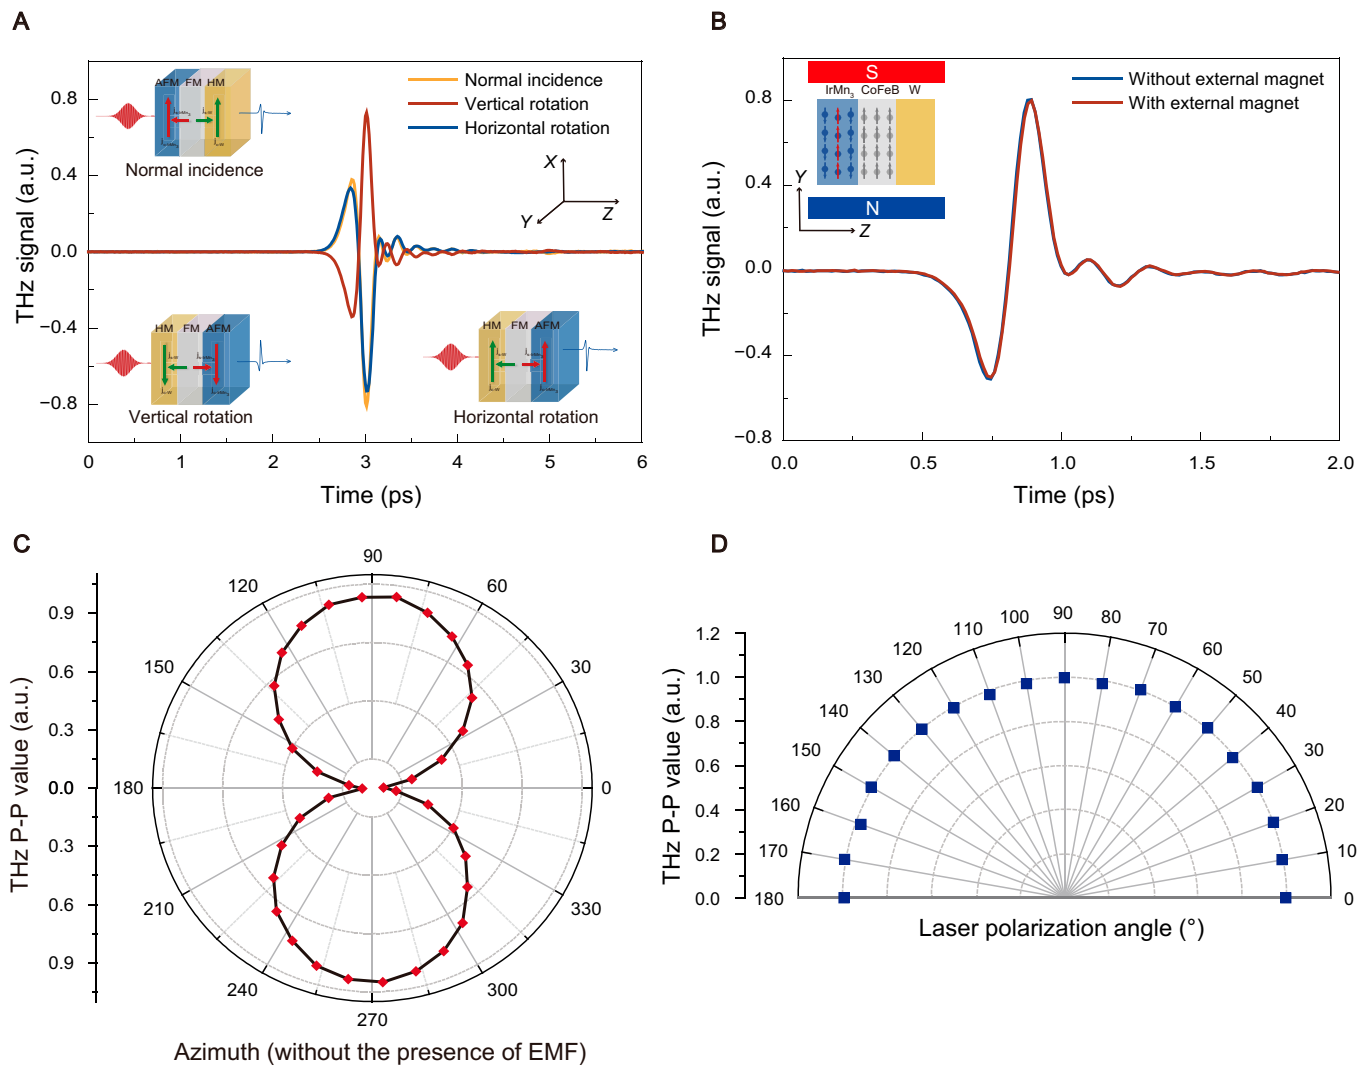 A
THz signal (a.u.)
0.8
0.4
0.0
−0.4
−0.8
0
1
2
3
4
5
6
Time (ps)
Normal incidence
Vertical rotation
Horizontal rotation
AFM FM HM
Normal incidence
X
Y
Z
HM FM AFM
Vertical rotation
HM FM AFM
Horizontal rotation
B
THz signal (a.u.)
0.8
0.4
0.0
−0.4
−0.8
0.0
0.5
1.0
1.5
2.0
Time (ps)
Without external magnet
With external magnet
S
IrMn3 CoFeB W
N
Y
Z
C
THz P-P value (a.u.)
0.9
0.6
0.3
0.0
0.3
0.6
0.9
90
120
60
150
30
180
0
210
330
240
300
270
Azimuth (without the presence of EMF)
D
THz P-P value (a.u.)
1.2
1.0
0.8
0.6
0.4
0.2
0.0
180
170
160
150
140
130
120
110
100
90
80
70
60
50
40
30
20
10
0
Laser polarization angle (°)